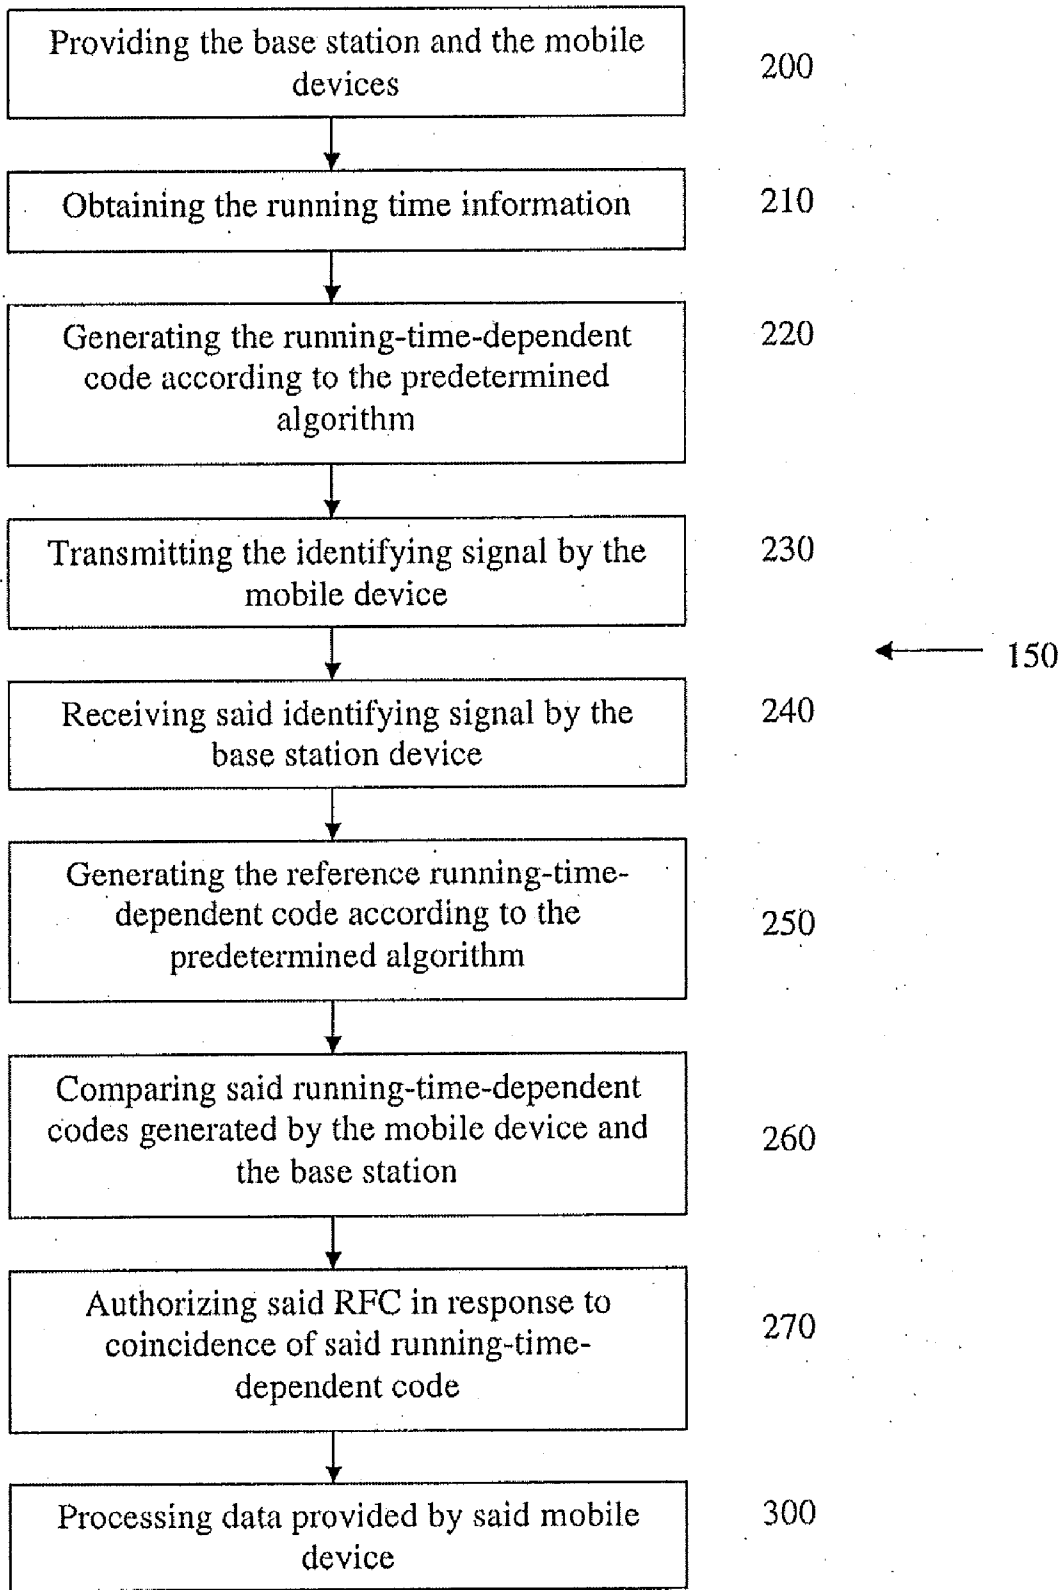 Providing the base station and the mobile
devices
200
Obtaining the running time information
210
Generating the running-time-dependent
code according to the predetermined
algorithm
220
Transmitting the identifying signal by the
mobile device
230
150
Receiving said identifying signal by the
base station device
240
Generating the reference running-time-
dependent code according to the
predetermined algorithm
250
Comparing said running-time-dependent
codes generated by the mobile device and
the base station
260
Authorizing said RFC in response to
coincidence of said running-time-
dependent code
270
Processing data provided by said mobile
device
300